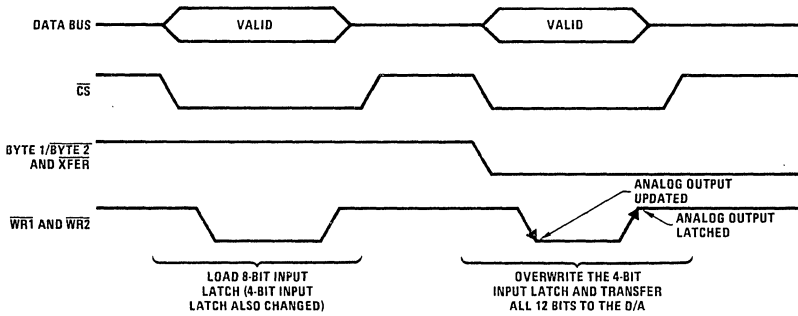 DATA BUS
VALID
VALID
CS
BYTE 1/BYTE 2
AND XFER
ANALOG OUTPUT
UPDATED
ANALOG OUTPUT
LATCHED
WR1 AND WR2
LOAD 8-BIT INPUT
LATCH (4-BIT INPUT
LATCH ALSO CHANGED)
OVERWRITE THE 4-BIT
INPUT LATCH AND TRANSFER
ALL 12 BITS TO THE D/A